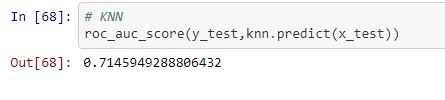 In [68]: # KNN
roc_auc_score(y_test,knn.predict(x_test))
Out[68]: 0.7145949288806432